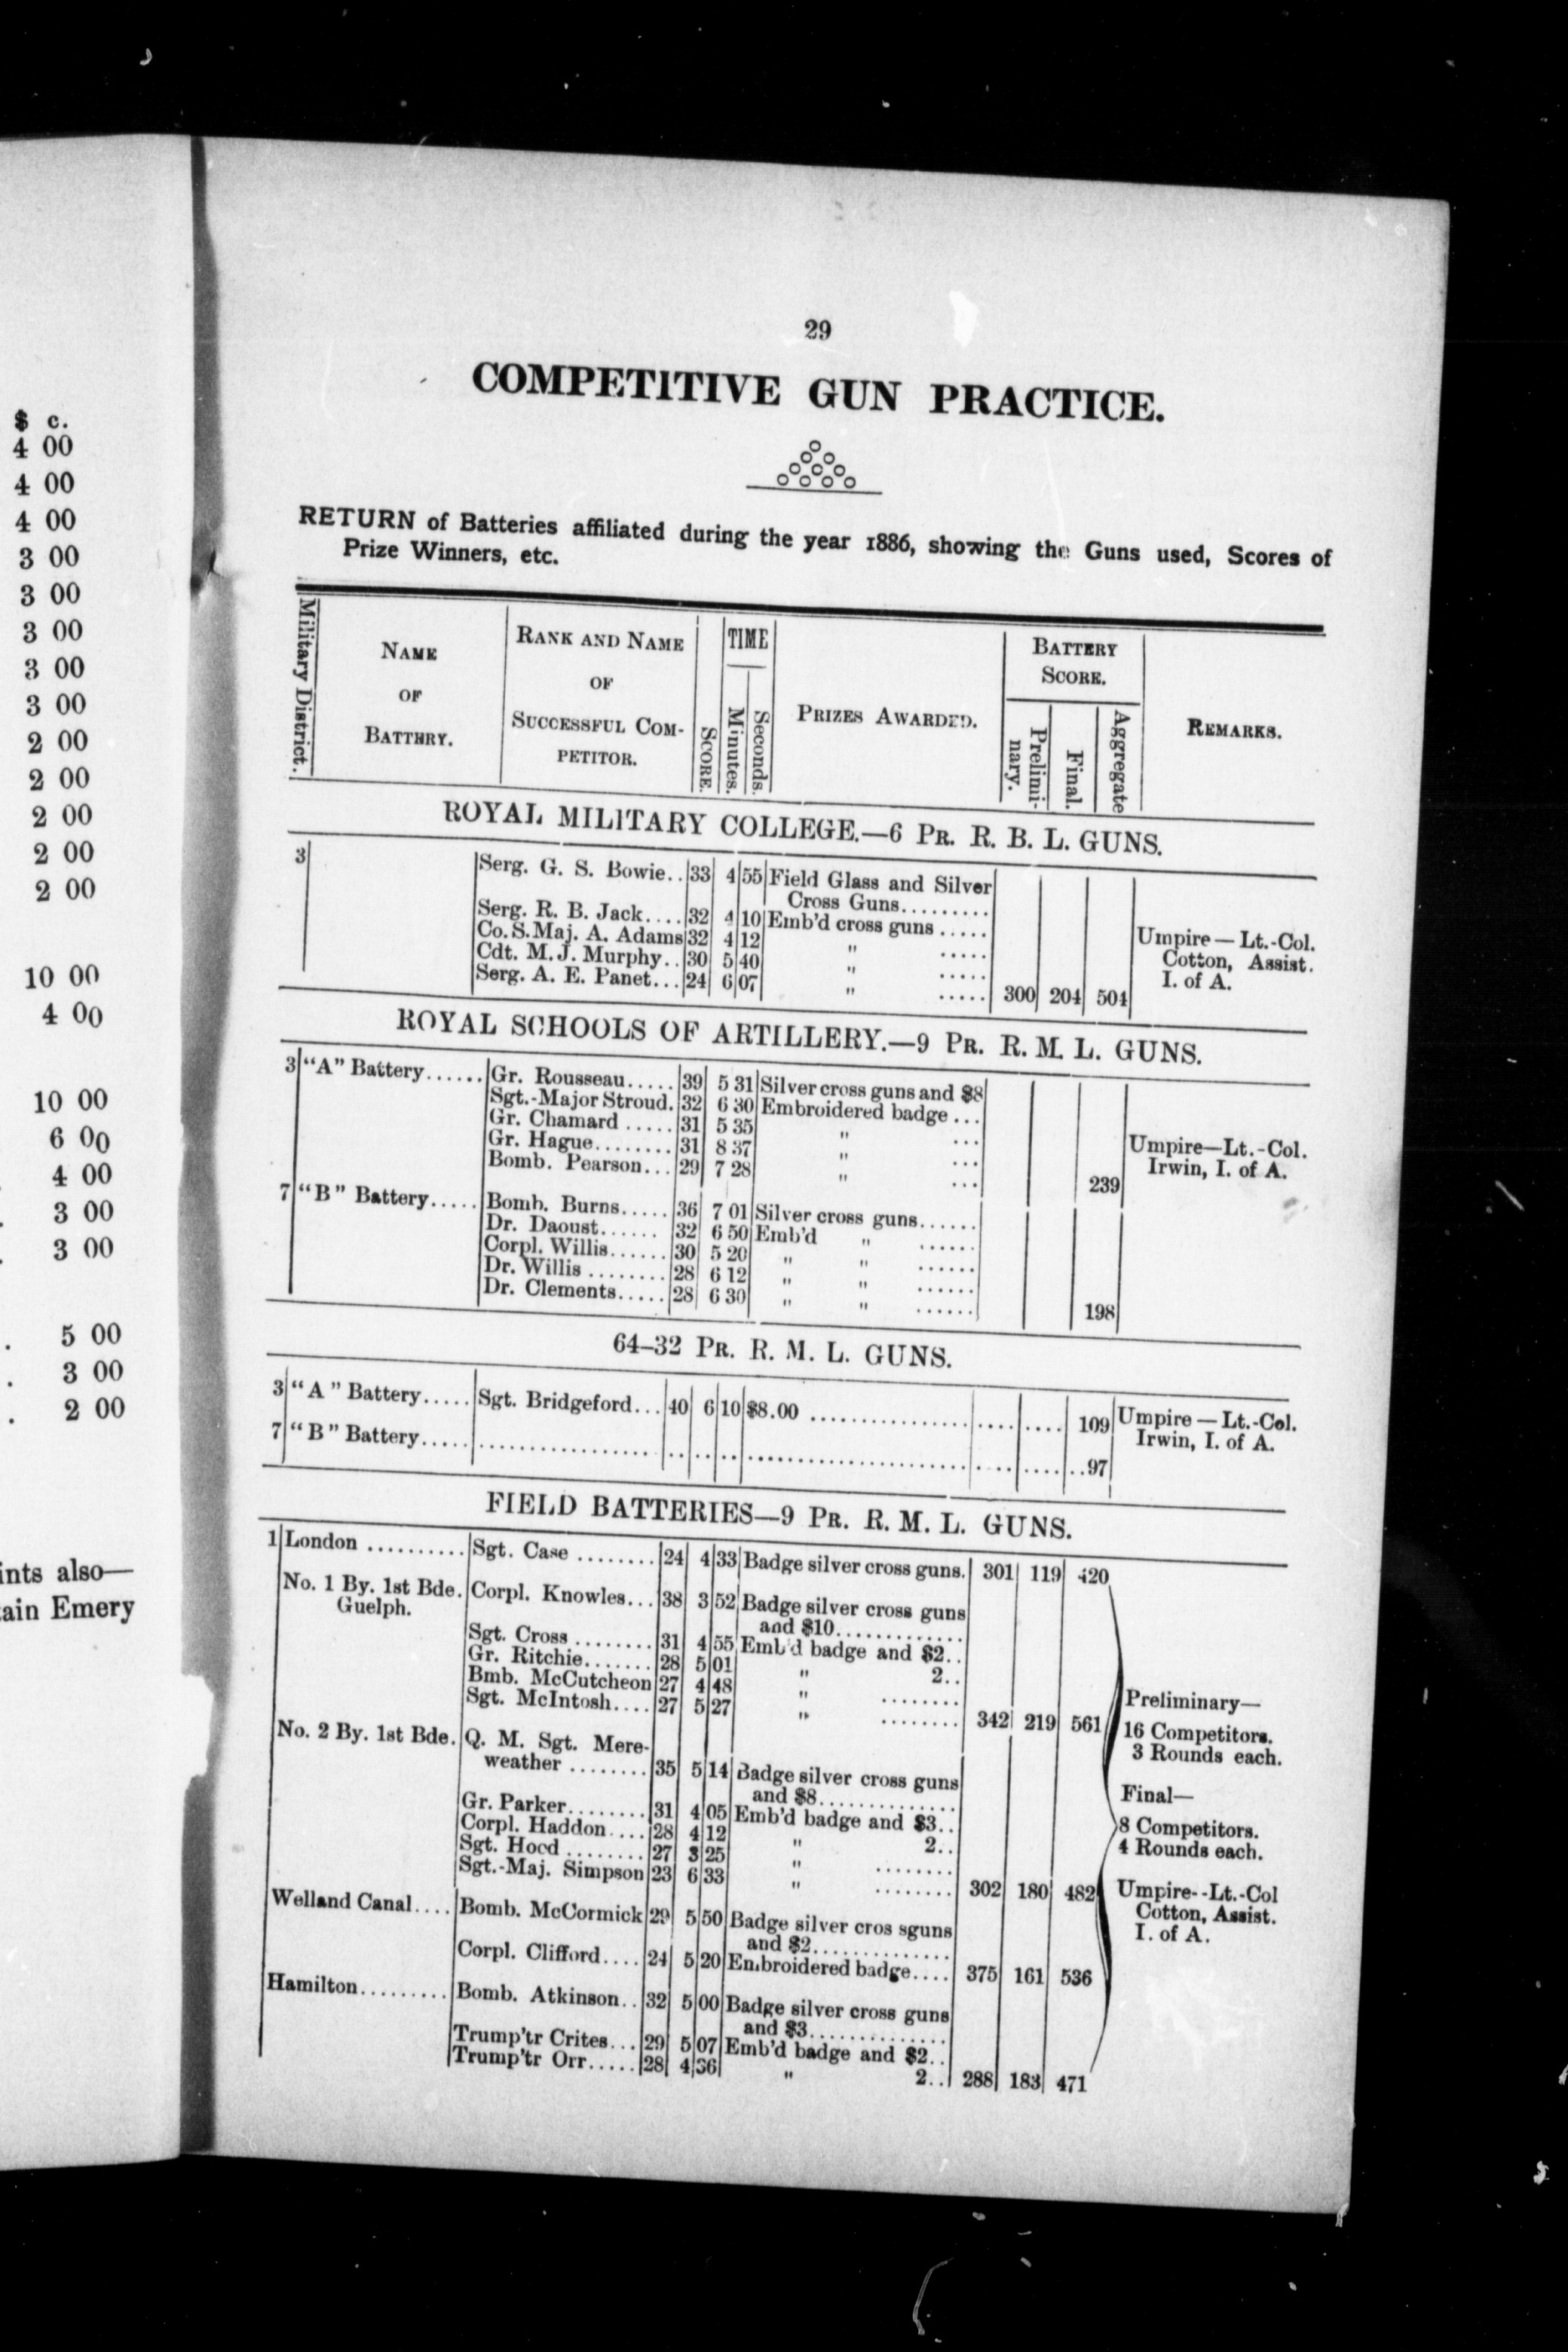 $ c.
4 00
4 00
4 00
3 00
3 00
3 00
3 00
3 00
2 00
2 00
2 00
2 00
2 00
10 00
4 00
10 00
6 00
4 00
. 3 00
. 3 00
. 5 00
. 3 00
. 2 00
ints also—
tain Emery
29
COMPETITIVE GUN PRACTICE.
RETURN of Batteries affiliated during the year 1886, showing the Guns used, Scores of
Prize Winners, etc.
Military District. NAME OF BATTERY. RANK AND NAME OF SUCCESSFUL COMPETITOR. SCORE. TIME Minutes. Seconds. PRIZES AWARDED. BATTERY SCORE. Preliminary. Final. Aggregate REMARKS.
ROYAL MILITARY COLLEGE.—6 PR. R. B. L. GUNS.
3 Serg. G. S. Bowie.. 33 4 55 Field Glass and Silver
Cross Guns.........
Serg. R. B. Jack.... 32 4 10 Emb'd cross guns .....
Co. S. Maj. A. Adams 32 4 12 " .....
Cdt. M. J. Murphy.. 30 5 40 " .....
Serg. A. E. Panet... 24 6 07 " ..... 300 204 504
Umpire — Lt.-Col.
Cotton, Assist.
I. of A.
ROYAL SCHOOLS OF ARTILLERY.—9 PR. R. M. L. GUNS.
3 "A" Battery...... Gr. Rousseau..... 39 5 31 Silver cross guns and $8
Sgt.-Major Stroud. 32 6 30 Embroidered badge ...
Gr. Chamard ..... 31 5 35 " ...
Gr. Hague........ 31 8 37 " ...
Bomb. Pearson... 29 7 28 " ... 239
Umpire—Lt.-Col.
Irwin, I. of A.
7 "B" Battery..... Bomb. Burns..... 36 7 01 Silver cross guns......
Dr. Daoust...... 32 6 50 Emb'd " ......
Corpl. Willis...... 30 5 20 " " ......
Dr. Willis ........ 28 6 12 " " ......
Dr. Clements..... 28 6 30 " " ...... 198
64–32 PR. R. M. L. GUNS.
3 "A" Battery..... Sgt. Bridgeford... 40 6 10 $8.00 ................ .... .... 109 Umpire — Lt.-Col.
Irwin, I. of A.
7 "B" Battery..... .................. .. .. .. ........................ .... .... ..97
FIELD BATTERIES—9 PR. R. M. L. GUNS.
1 London .......... Sgt. Case ........ 24 4 33 Badge silver cross guns. 301 119 420
No. 1 By. 1st Bde. Corpl. Knowles... 38 3 52 Badge silver cross guns
Guelph. and $10.............
Sgt. Cross ........ 31 4 55 Emb'd badge and $2..
Gr. Ritchie....... 28 5 01 " 2..
Bmb. McCutcheon 27 4 48 " ........
Sgt. McIntosh.... 27 5 27 " ........ 342 219 561
No. 2 By. 1st Bde. Q. M. Sgt. Mere-
weather ........ 35 5 14 Badge silver cross guns
and $8..............
Gr. Parker........ 31 4 05 Emb'd badge and $3..
Corpl. Haddon.... 28 4 12 " 2..
Sgt. Hood ........ 27 3 25 " ........
Sgt.-Maj. Simpson 23 6 33 " ........ 302 180 482
Welland Canal.... Bomb. McCormick 29 5 50 Badge silver cros sguns
and $2..............
Corpl. Clifford.... 24 5 20 Embroidered badge.... 375 161 536
Hamilton......... Bomb. Atkinson.. 32 5 00 Badge silver cross guns
and $3..............
Trump'tr Crites... 29 5 07 Emb'd badge and $2..
Trump'tr Orr..... 28 4 36 " 2.. 288 183 471
Preliminary—
16 Competitors.
3 Rounds each.
Final—
8 Competitors.
4 Rounds each.
Umpire--Lt.-Col
Cotton, Assist.
I. of A.